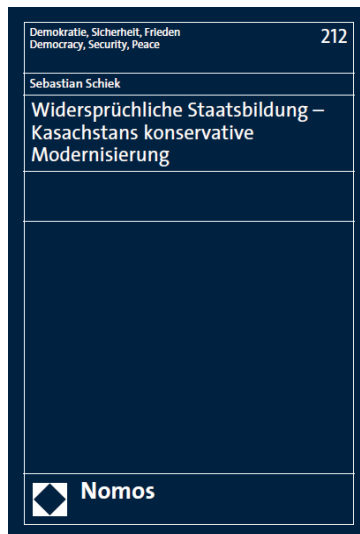 Demokratie, Sicherheit, Frieden
Democracy, Security, Peace
212
Sebastian Schiek
Widersprüchliche Staatsbildung –
Kasachstans konservative
Modernisierung
Nomos